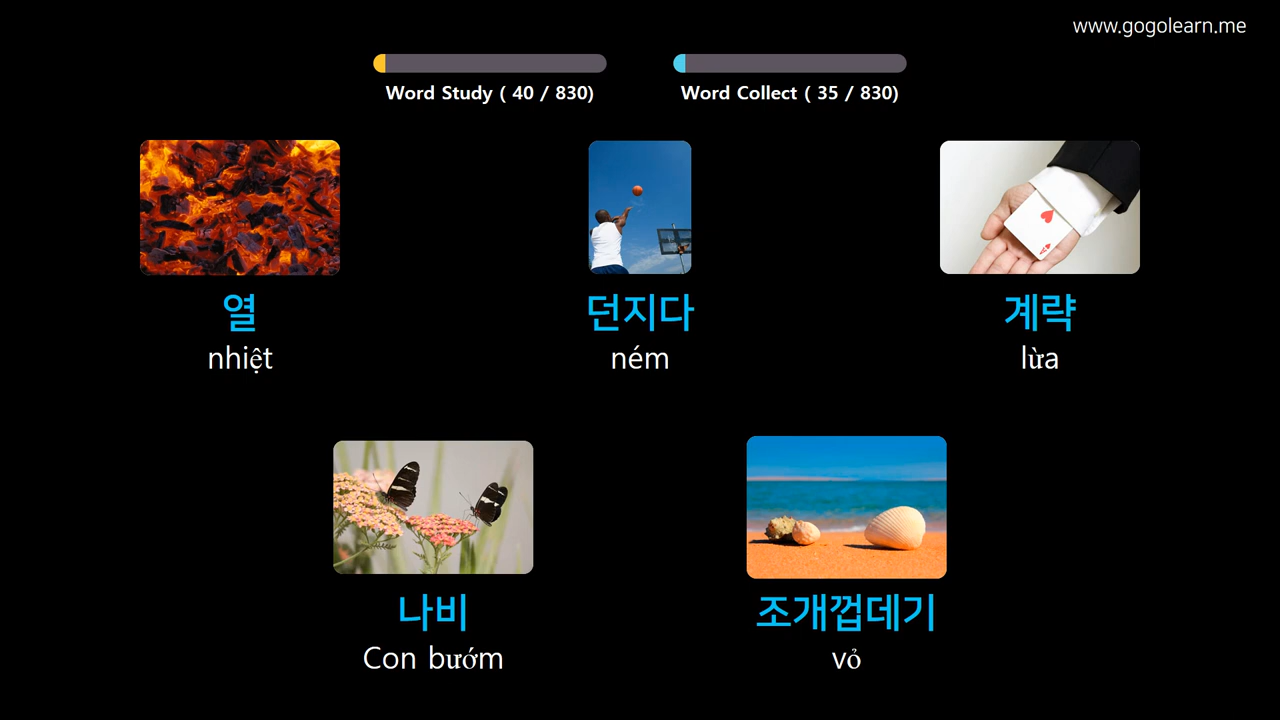 www.gogolearn.me
Word Study ( 40 / 830)
Word Collect ( 35 / 830)
열
nhiệt
던지다
ném
계략
lừa
나비
Con bướm
조개껍데기
vỏ